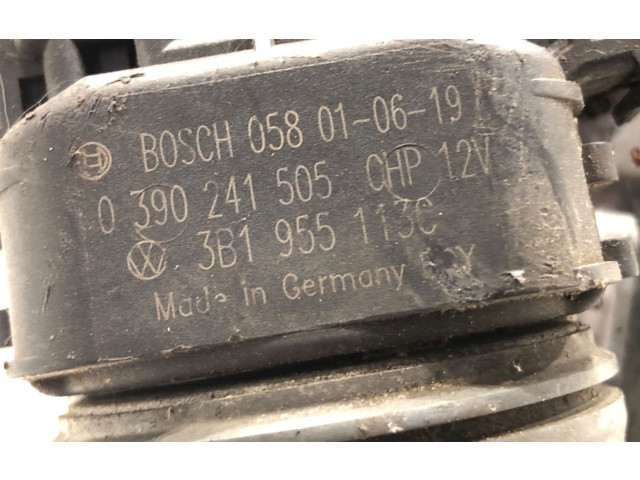 BOSCH 058 01-06-19
0 390 241 505 CHP 12V
3B1 955 113C
Made in Germany